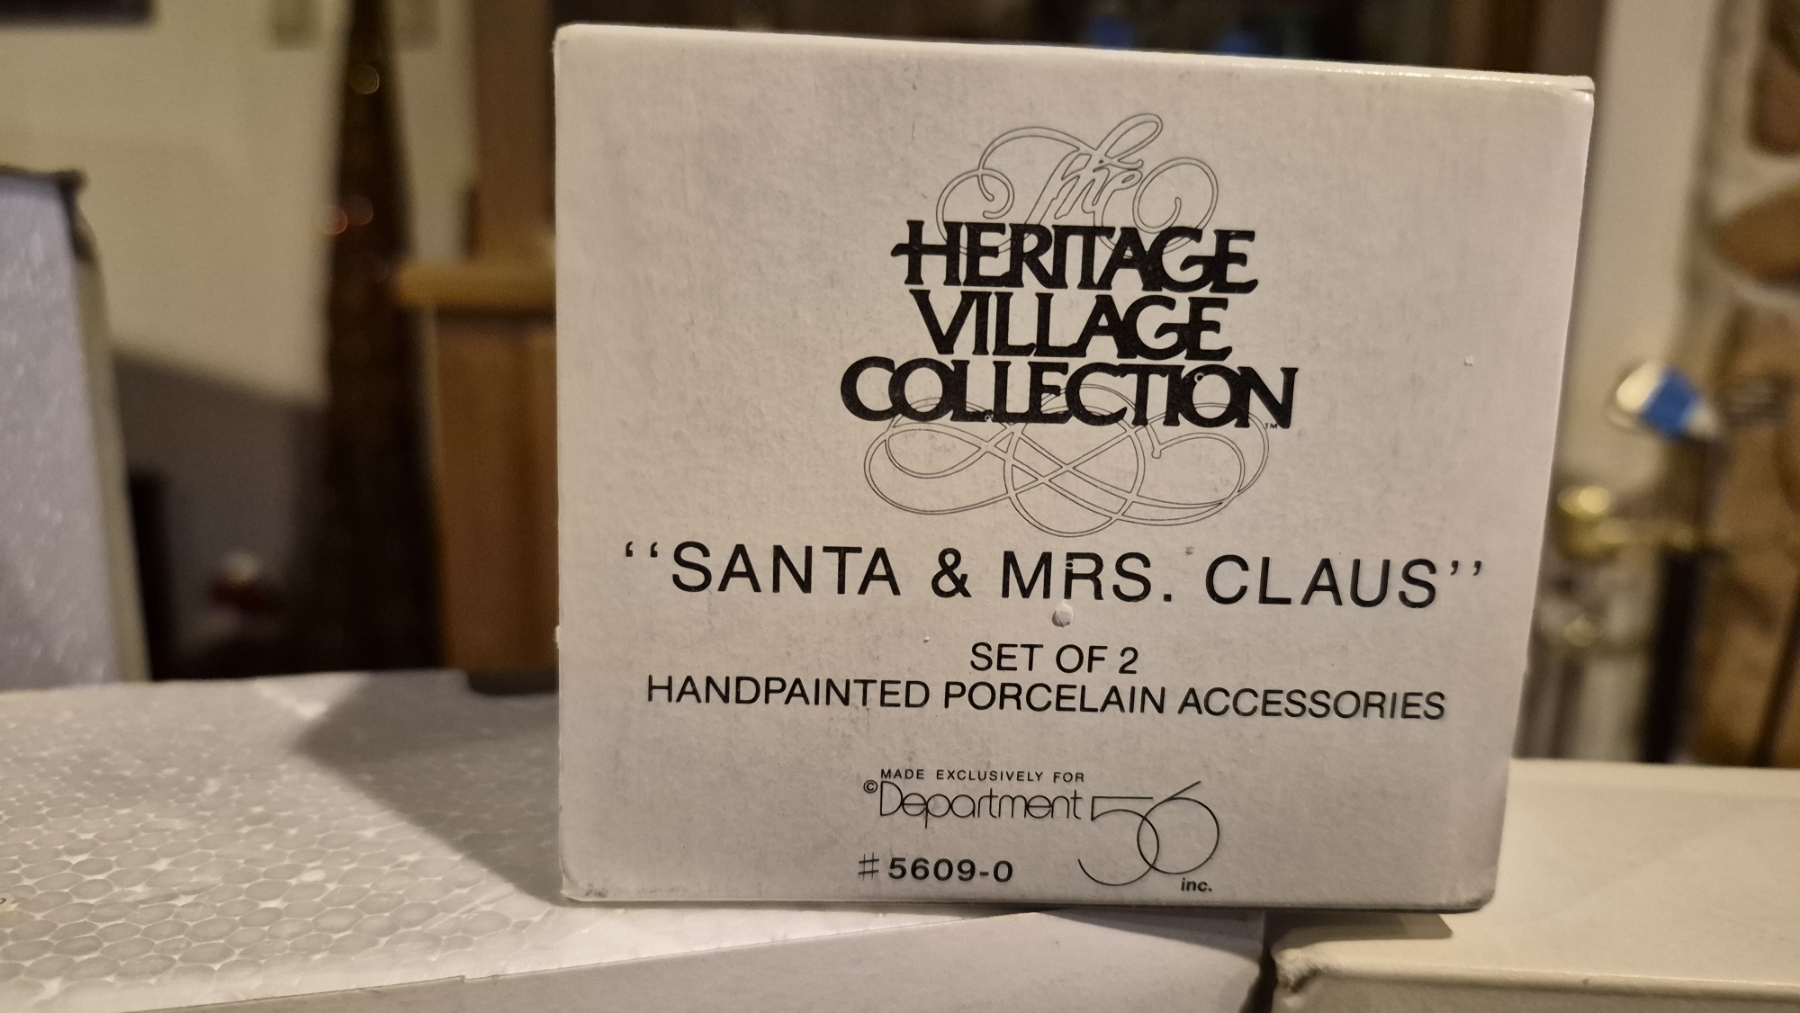 The
HERITAGE
VILLAGE
COLLECTION™
‘‘SANTA & MRS. CLAUS’’
SET OF 2
HANDPAINTED PORCELAIN ACCESSORIES
MADE EXCLUSIVELY FOR
©Department 56
inc.
#5609-0